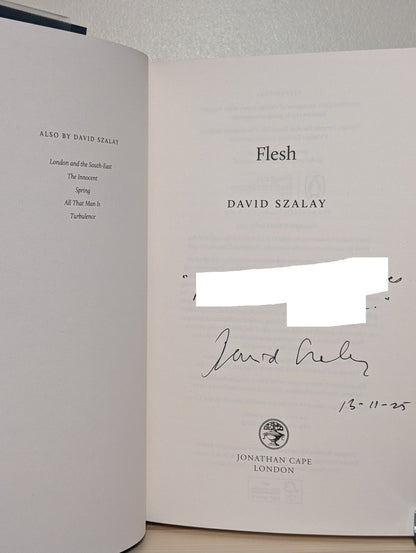 ALSO BY DAVID SZALAY
London and the South-East
The Innocent
Spring
All That Man Is
Turbulence
Flesh
DAVID SZALAY
"
"
David Szalay
13-11-25
JONATHAN CAPE
LONDON